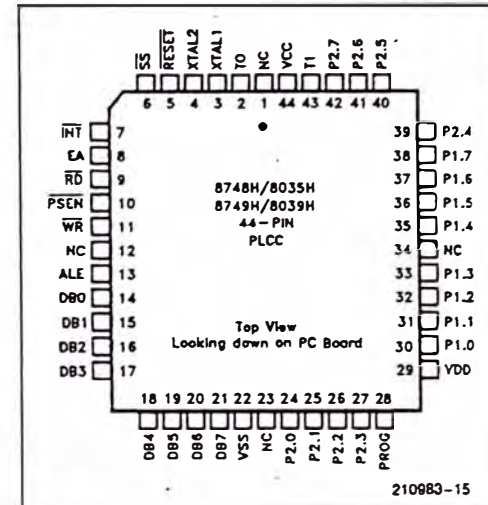 SS RESET XTAL2 XTAL1 T0 NC VCC T1 P2.7 P2.6 P2.5
6 5 4 3 2 1 44 43 42 41 40
INT 7
EA 8
RD 9
PSEN 10
WR 11
NC 12
ALE 13
DB0 14
DB1 15
DB2 16
DB3 17
39 P2.4
38 P1.7
37 P1.6
36 P1.5
35 P1.4
34 NC
33 P1.3
32 P1.2
31 P1.1
30 P1.0
29 VDD
8748H/8035H
8749H/8039H
44-PIN
PLCC
Top View
Looking down on PC Board
18 19 20 21 22 23 24 25 26 27 28
DB4 DB5 DB6 DB7 VSS NC P2.0 P2.1 P2.2 P2.3 PROG
210983-15